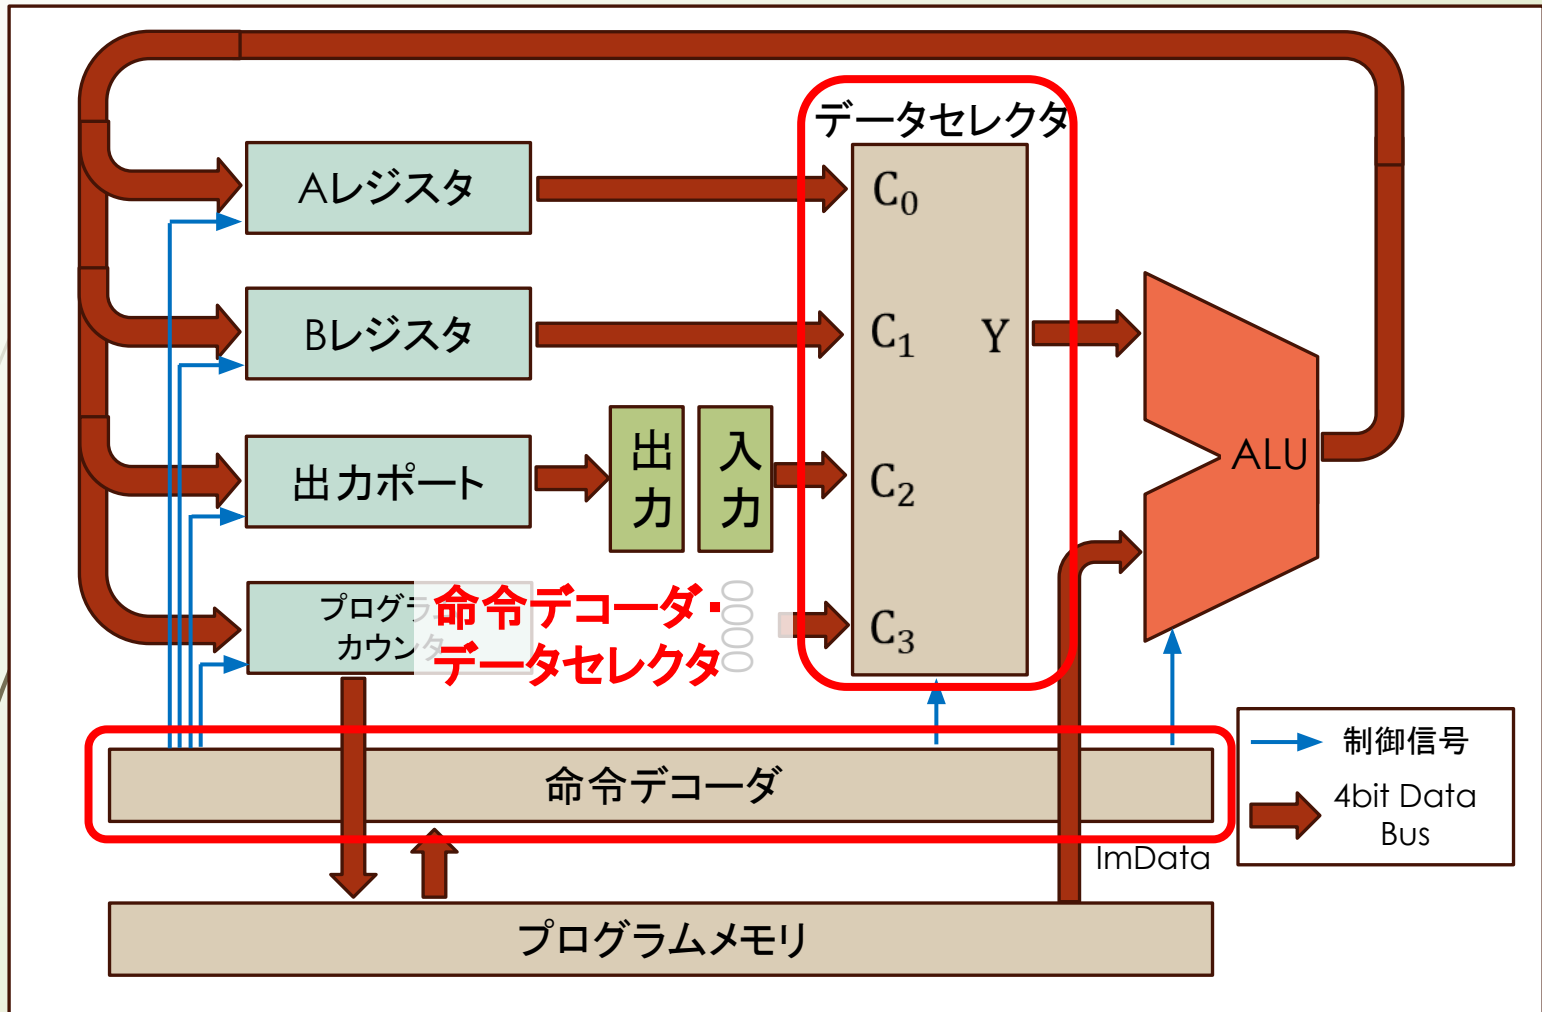 データセレクタ
Aレジスタ
C0
Bレジスタ
C1
Y
出力ポート
出力
入力
C2
ALU
プログラ
カウンタ
命令デコーダ・
データセレクタ
0000
C3
命令デコーダ
制御信号
4bit Data
Bus
ImData
プログラムメモリ